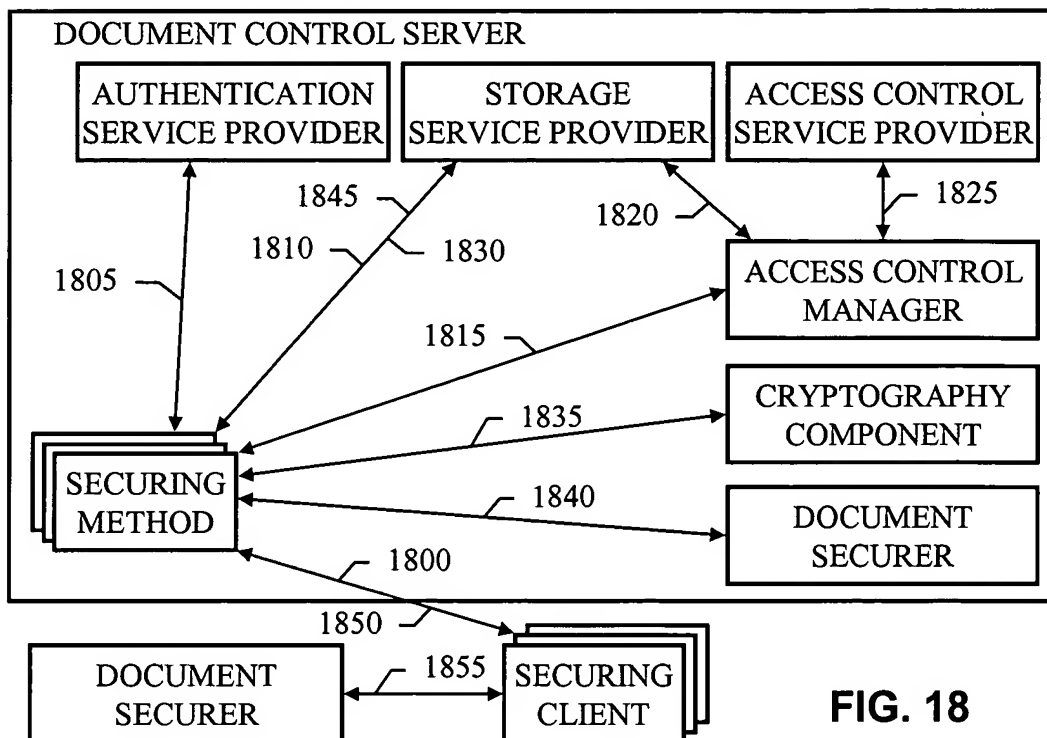 DOCUMENT CONTROL SERVER
AUTHENTICATION
SERVICE PROVIDER
STORAGE
SERVICE PROVIDER
ACCESS CONTROL
SERVICE PROVIDER
1845
1810
1830
1820
1825
1805
ACCESS CONTROL
MANAGER
1815
CRYPTOGRAPHY
COMPONENT
1835
SECURING
METHOD
1840
DOCUMENT
SECURER
1800
1850
DOCUMENT
SECURER
1855
SECURING
CLIENT
FIG. 18